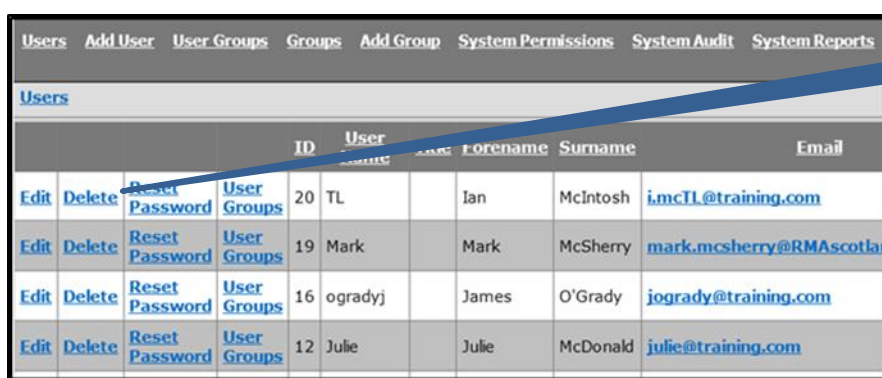 Users Add User User Groups Groups Add Group System Permissions System Audit System Reports
Users
ID User Forename Surname Email
Edit Delete Reset Password User Groups 20 TL Ian McIntosh i.mcTL@training.com
Edit Delete Reset Password User Groups 19 Mark Mark McSherry mark.mcsherry@RMAscotla
Edit Delete Reset Password User Groups 16 ogradyj James O'Grady jogrady@training.com
Edit Delete Reset Password User Groups 12 Julie Julie McDonald julie@training.com